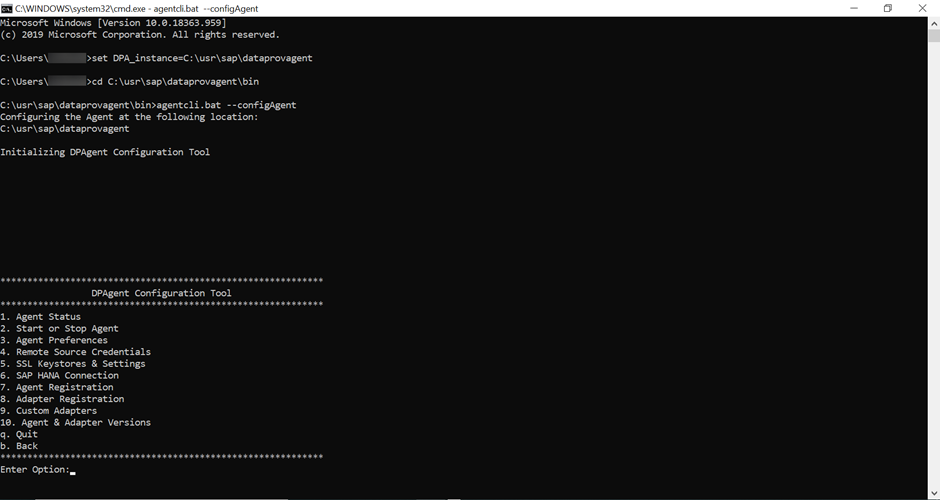 C:\WINDOWS\system32\cmd.exe - agentcli.bat --configAgent
Microsoft Windows [Version 10.0.18363.959]
(c) 2019 Microsoft Corporation. All rights reserved.
C:\Users\ >set DPA_instance=C:\usr\sap\dataprovagent
C:\Users\ >cd C:\usr\sap\dataprovagent\bin
C:\usr\sap\dataprovagent\bin>agentcli.bat --configAgent
Configuring the Agent at the following location:
C:\usr\sap\dataprovagent
Initializing DPAgent Configuration Tool
************************************************************
DPAgent Configuration Tool
************************************************************
1. Agent Status
2. Start or Stop Agent
3. Agent Preferences
4. Remote Source Credentials
5. SSL Keystores & Settings
6. SAP HANA Connection
7. Agent Registration
8. Adapter Registration
9. Custom Adapters
10. Agent & Adapter Versions
q. Quit
b. Back
************************************************************
Enter Option: